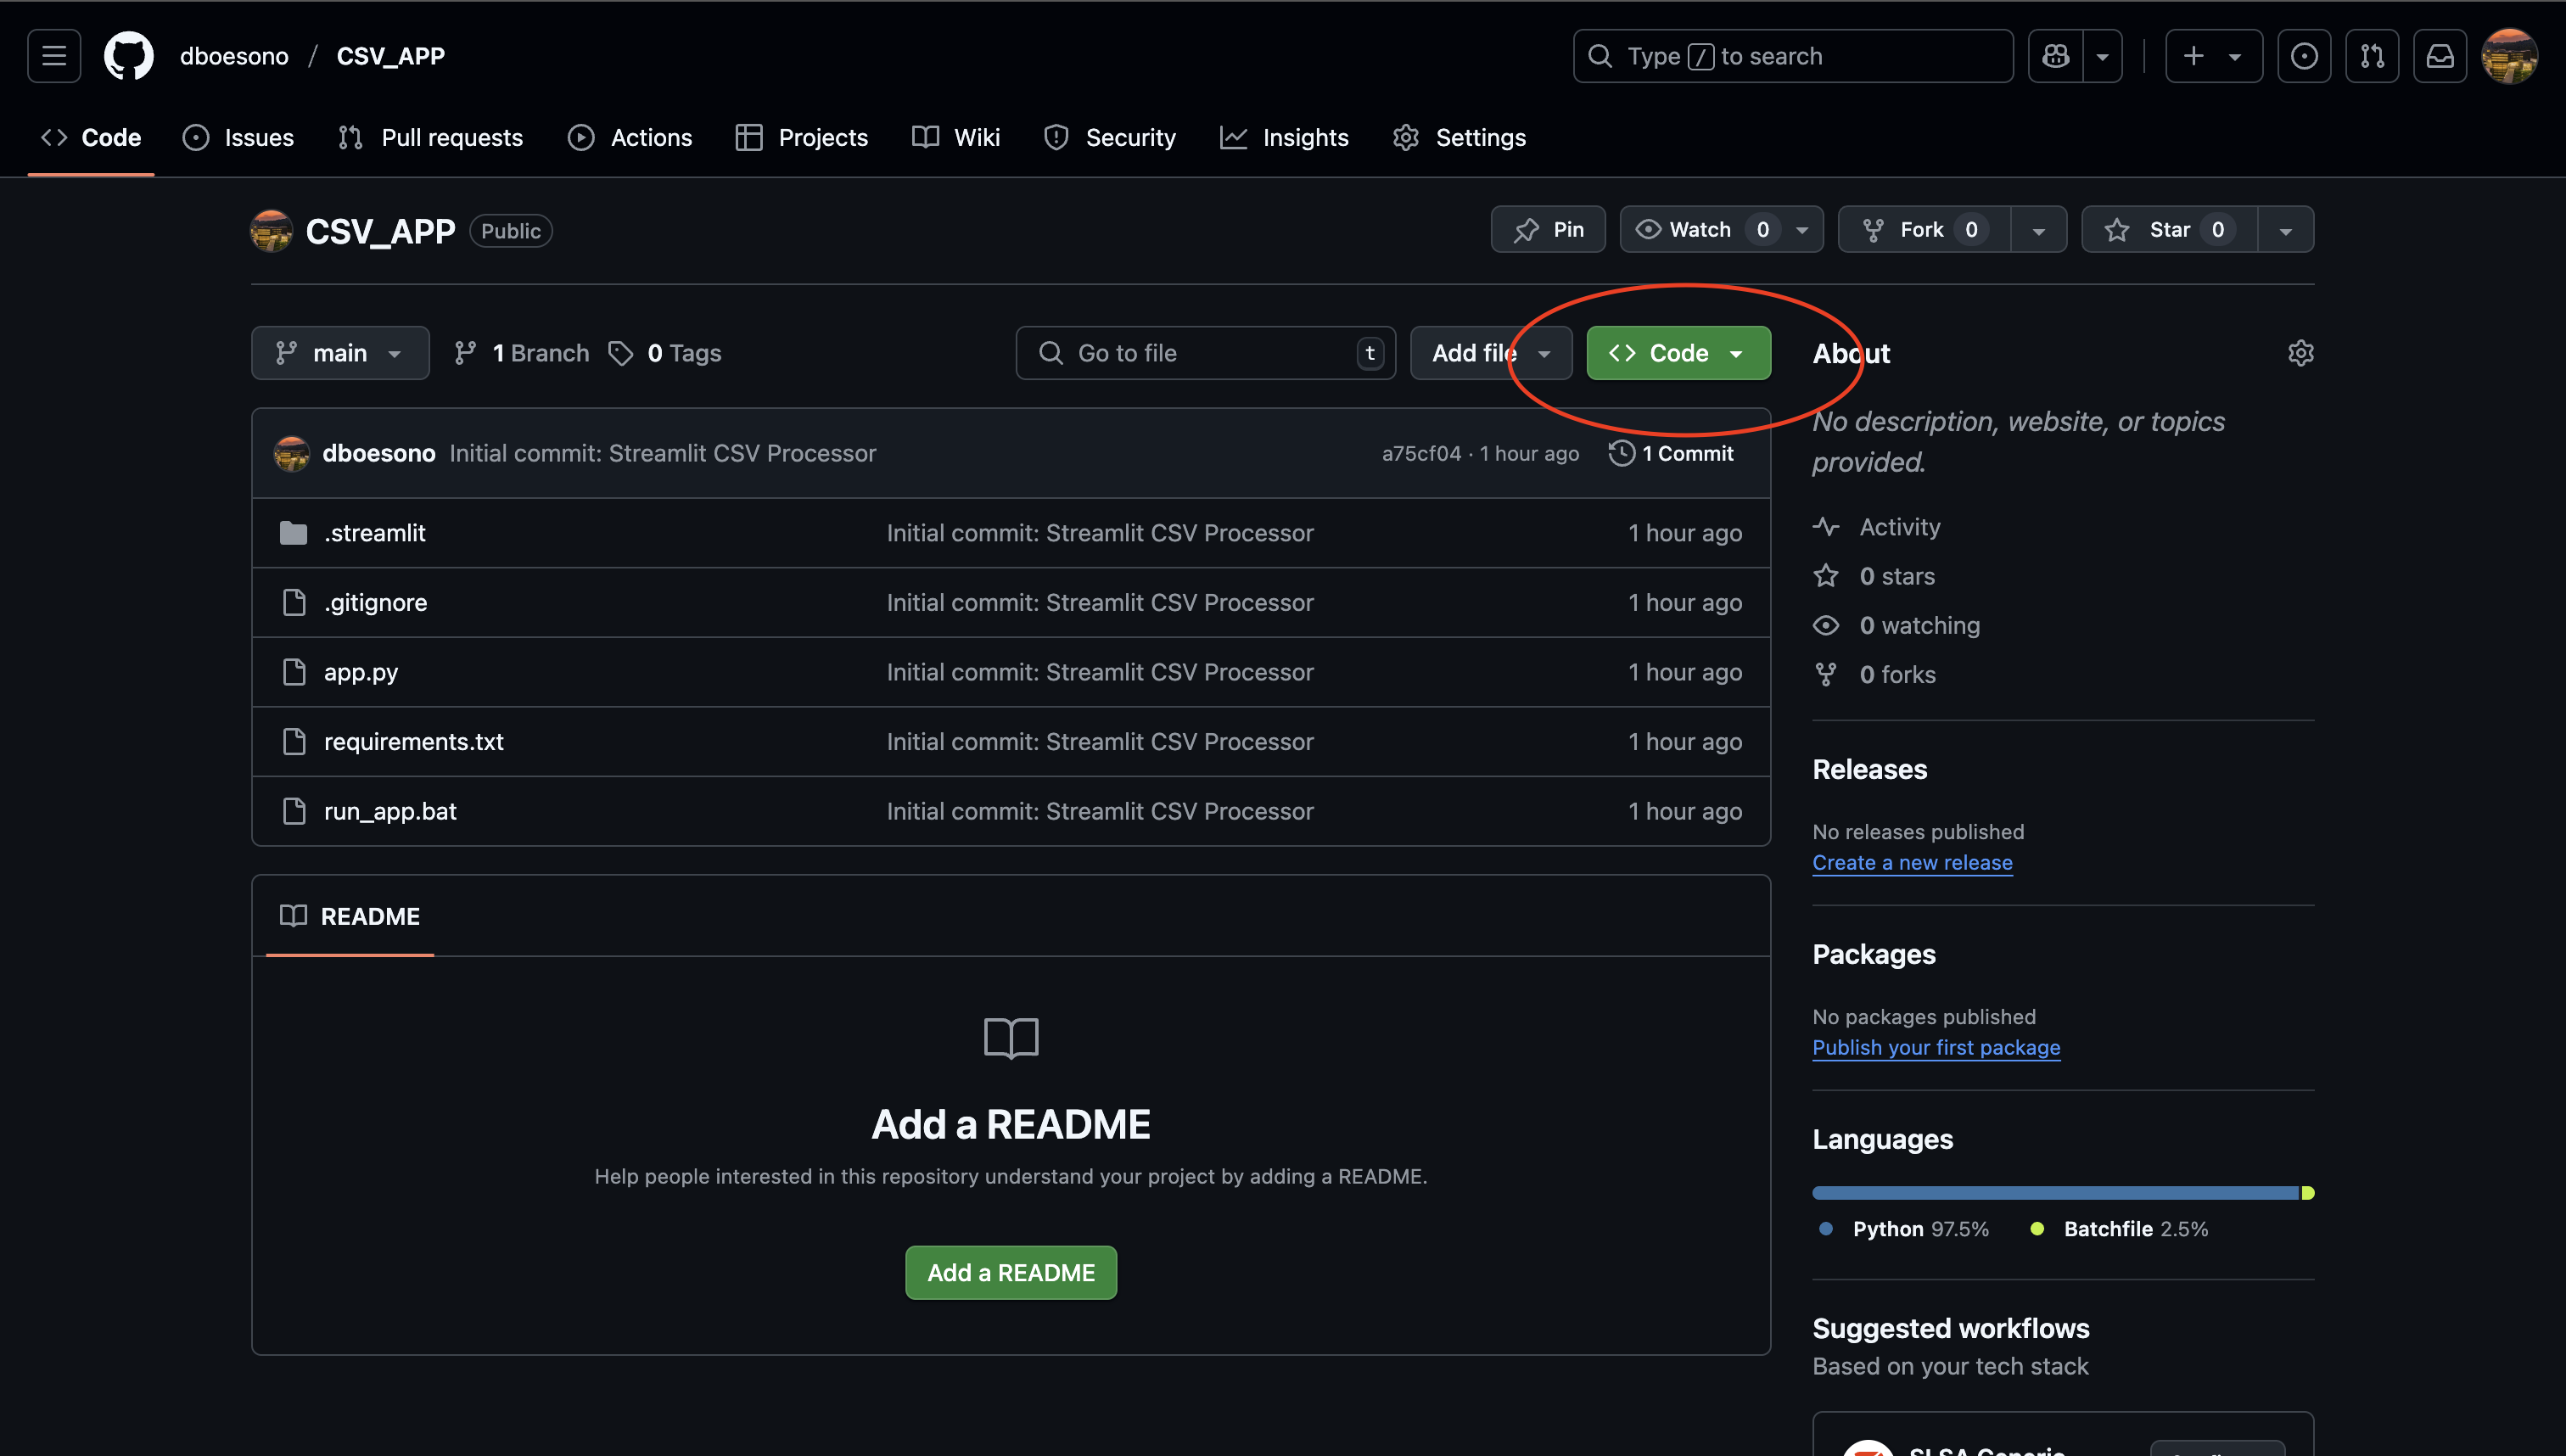 dboesono / CSV_APP
Type / to search
Code Issues Pull requests Actions Projects Wiki Security Insights Settings
CSV_APP Public
Pin Watch 0 Fork 0 Star 0
main 1 Branch 0 Tags Go to file t Add file Code
dboesono Initial commit: Streamlit CSV Processor a75cf04 · 1 hour ago 1 Commit
.streamlit Initial commit: Streamlit CSV Processor 1 hour ago
.gitignore Initial commit: Streamlit CSV Processor 1 hour ago
app.py Initial commit: Streamlit CSV Processor 1 hour ago
requirements.txt Initial commit: Streamlit CSV Processor 1 hour ago
run_app.bat Initial commit: Streamlit CSV Processor 1 hour ago
README
Add a README
Help people interested in this repository understand your project by adding a README.
Add a README
About
No description, website, or topics
provided.
Activity
0 stars
0 watching
0 forks
Releases
No releases published
Create a new release
Packages
No packages published
Publish your first package
Languages
Python 97.5% Batchfile 2.5%
Suggested workflows
Based on your tech stack
SLSA Generic